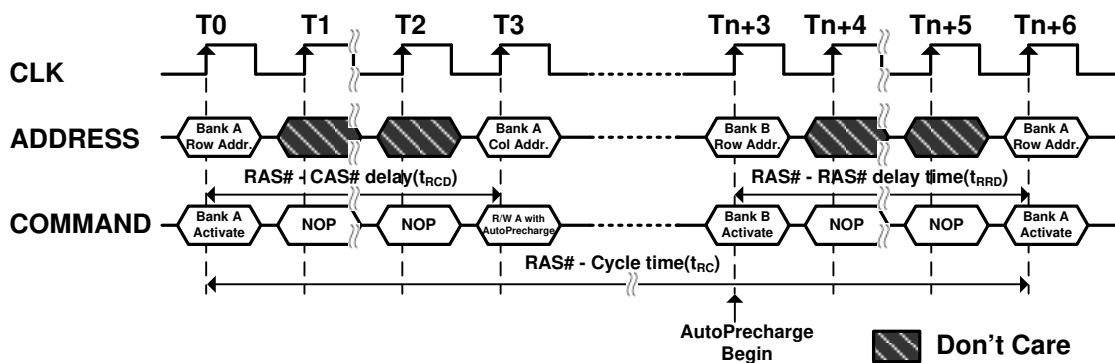 T0 T1 T2 T3 Tn+3 Tn+4 Tn+5 Tn+6
CLK
ADDRESS
Bank A
Row Addr.
Bank A
Col Addr.
Bank B
Row Addr.
Bank A
Row Addr.
RAS# - CAS# delay(tRCD)
RAS# - RAS# delay time(tRRD)
COMMAND
Bank A
Activate
NOP
NOP
R/W A with
AutoPrecharge
Bank B
Activate
NOP
NOP
Bank A
Activate
RAS# - Cycle time(tRC)
AutoPrecharge
Begin
Don't Care